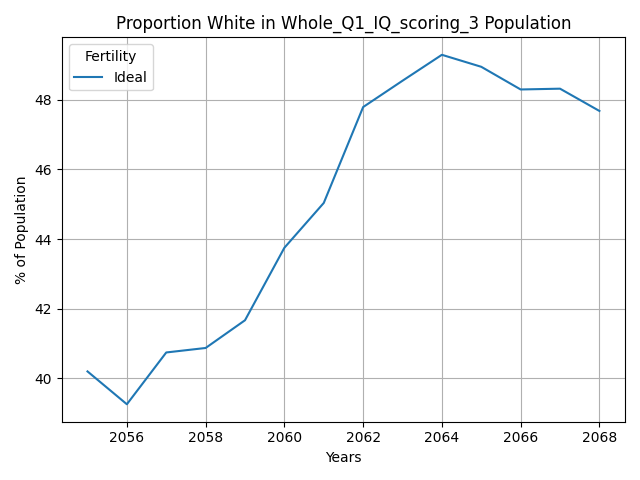 Proportion White in Whole_Q1_IQ_scoring_3 Population
Fertility
Ideal
% of Population
48
46
44
42
40
2056 2058 2060 2062 2064 2066 2068
Years